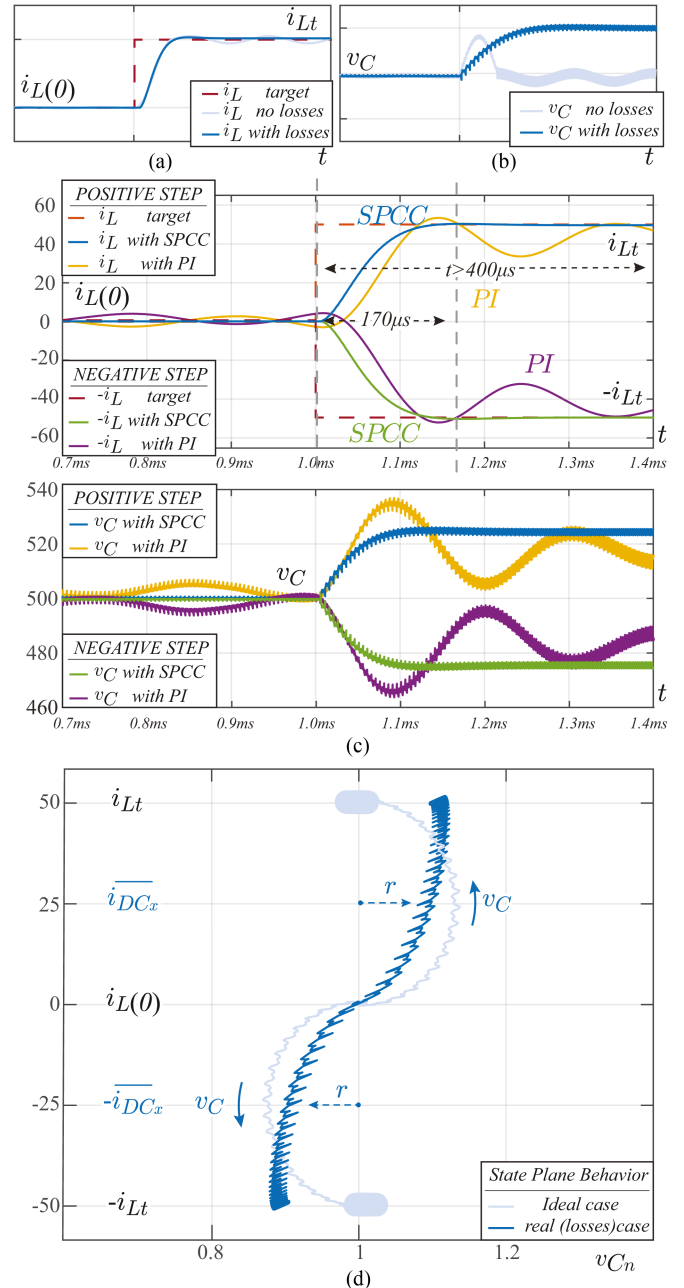 i_Lt
i_L(0)
i_L target
i_L no losses
i_L with losses
t
(a)
v_C
v_C no losses
v_C with losses
t
(b)
POSITIVE STEP
i_L target
i_L with SPCC
i_L with PI
60
40
20
0
-20
-40
-60
SPCC
i_Lt
t>400μs
i_L(0)
PI
170μs
PI
NEGATIVE STEP
-i_L target
-i_L with SPCC
-i_L with PI
-i_Lt
SPCC
t
0.7ms 0.8ms 0.9ms 1.0ms 1.1ms 1.2ms 1.3ms 1.4ms
540
520
500
480
460
POSITIVE STEP
v_C with SPCC
v_C with PI
v_C
NEGATIVE STEP
v_C with SPCC
v_C with PI
t
0.7ms 0.8ms 0.9ms 1.0ms 1.1ms 1.2ms 1.3ms 1.4ms
(c)
50 i_Lt
25 i_DCx r v_C
0 i_L(0)
-25 -i_DCx v_C r
-50 -i_Lt
State Plane Behavior
Ideal case
real (losses)case
0.8 1 1.2
v_Cn
(d)